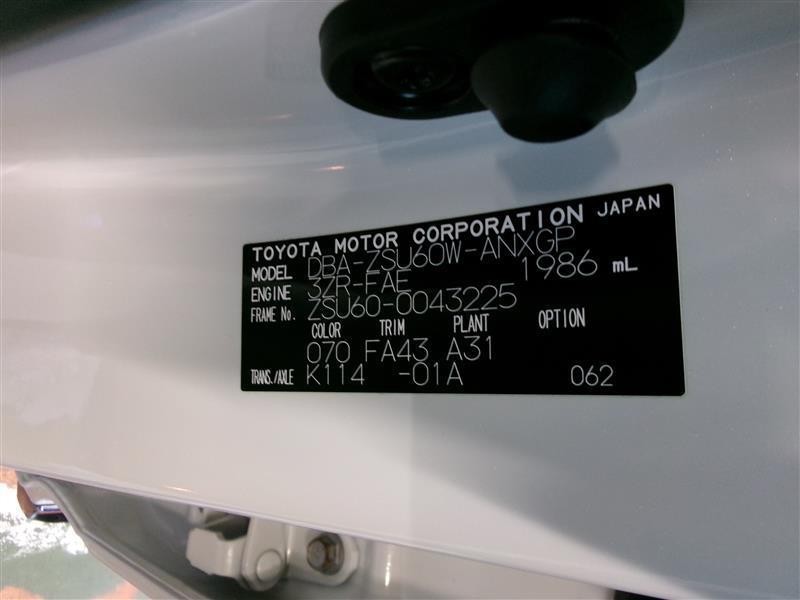 TOYOTA MOTOR CORPORATION JAPAN
MODEL DBA-ZSU60W-ANXGP
ENGINE 3ZR-FAE 1986 mL
FRAME No. ZSU60-0043225
COLOR TRIM PLANT OPTION
070 FA43 A31
TRANS./AXLE K114 -01A 062